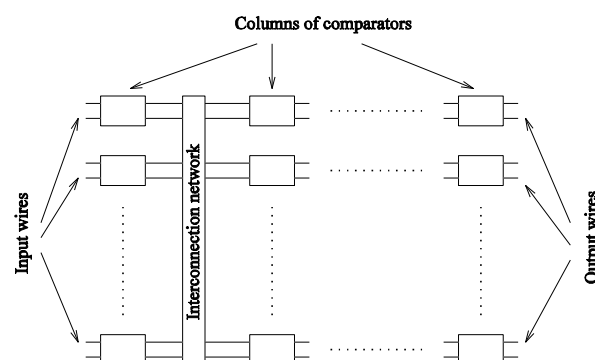 Columns of comparators
Input wires
Interconnection network
Output wires